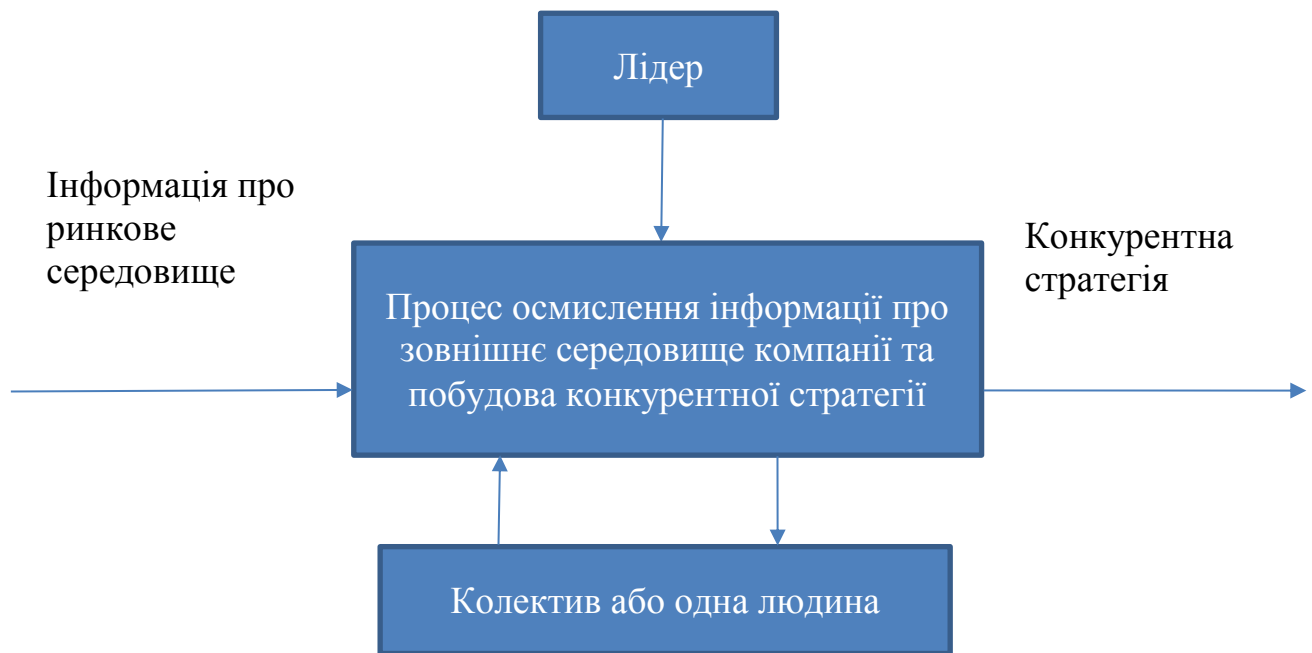 Лідер
Інформація про
ринкове
середовище
Конкурентна
стратегія
Процес осмислення інформації про
зовнішнє середовище компанії та
побудова конкурентної стратегії
Колектив або одна людина